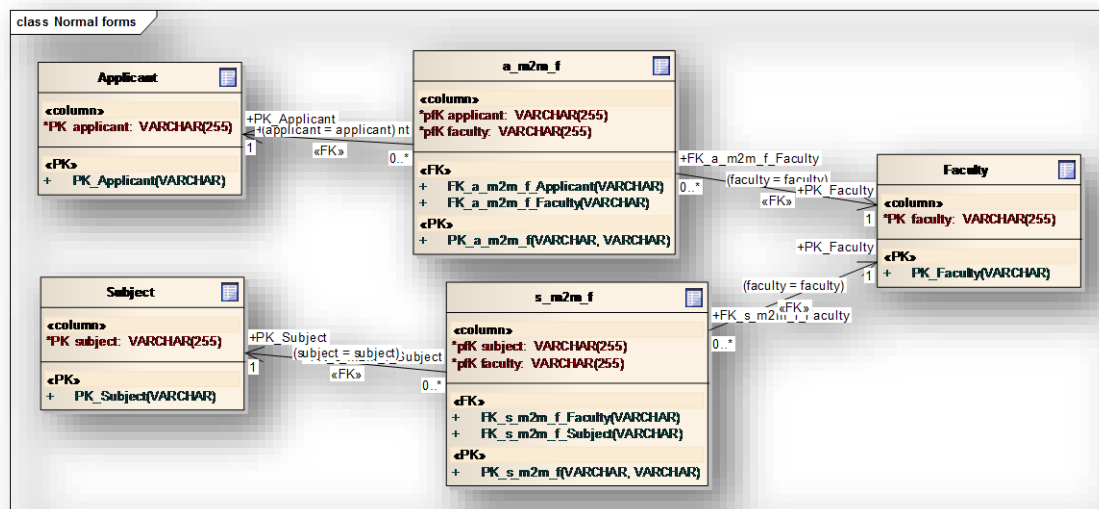 class Normal forms
Applicant
«column»
*PK applicant: VARCHAR(255)
«PK»
+ PK_Applicant(VARCHAR)
+PK_Applicant
(applicant = applicant)
1
«FK»
0..*
a_m2m_f
«column»
*pfK applicant: VARCHAR(255)
*pfK faculty: VARCHAR(255)
«FK»
+ FK_a_m2m_f_Applicant(VARCHAR)
+ FK_a_m2m_f_Faculty(VARCHAR)
«PK»
+ PK_a_m2m_f(VARCHAR, VARCHAR)
+FK_a_m2m_f_Faculty
0..*
(faculty = faculty)
«FK»
+PK_Faculty
1
Faculty
«column»
*PK faculty: VARCHAR(255)
«PK»
+ PK_Faculty(VARCHAR)
+PK_Faculty
1
(faculty = faculty)
«FK»
+FK_s_m2m_f_Faculty
0..*
Subject
«column»
*PK subject: VARCHAR(255)
«PK»
+ PK_Subject(VARCHAR)
+PK_Subject
(subject = subject)
1
«FK»
0..*
s_m2m_f
«column»
*pfK subject: VARCHAR(255)
*pfK faculty: VARCHAR(255)
«FK»
+ FK_s_m2m_f_Faculty(VARCHAR)
+ FK_s_m2m_f_Subject(VARCHAR)
«PK»
+ PK_s_m2m_f(VARCHAR, VARCHAR)